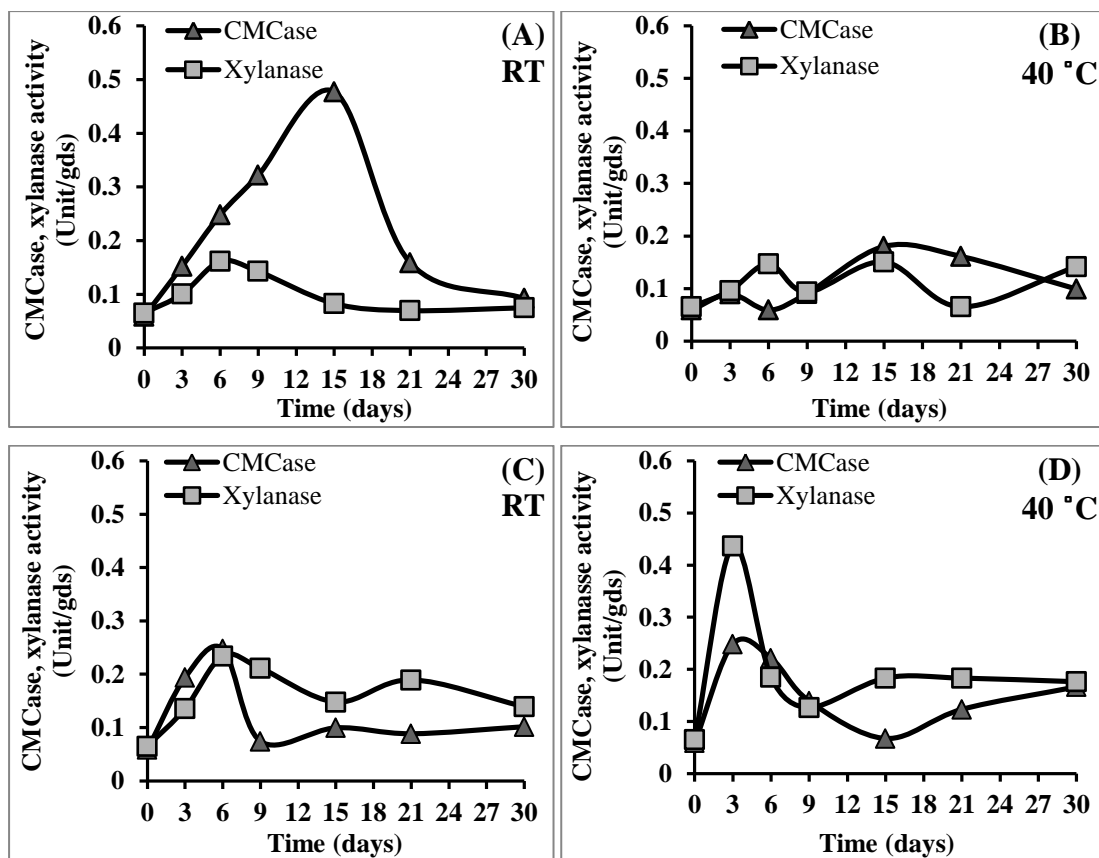 CMCase, xylanase activity
(Unit/gds)
0.6
0.5
0.4
0.3
0.2
0.1
0
CMCase
Xylanase
(A)
RT
0 3 6 9 12 15 18 21 24 27 30
Time (days)
CMCase, xylanase activity
(Unit/gds)
0.6
0.5
0.4
0.3
0.2
0.1
0
CMCase
Xylanase
(B)
40 °C
0 3 6 9 12 15 18 21 24 27 30
Time (days)
CMCase, xylanase activity
(Unit/gds)
0.6
0.5
0.4
0.3
0.2
0.1
0
CMCase
Xylanase
(C)
RT
0 3 6 9 12 15 18 21 24 27 30
Time (days)
CMCase, xylanasse activity
(Unit/gds)
0.6
0.5
0.4
0.3
0.2
0.1
0
CMCase
Xylanase
(D)
40 °C
0 3 6 9 12 15 18 21 24 27 30
Time (days)